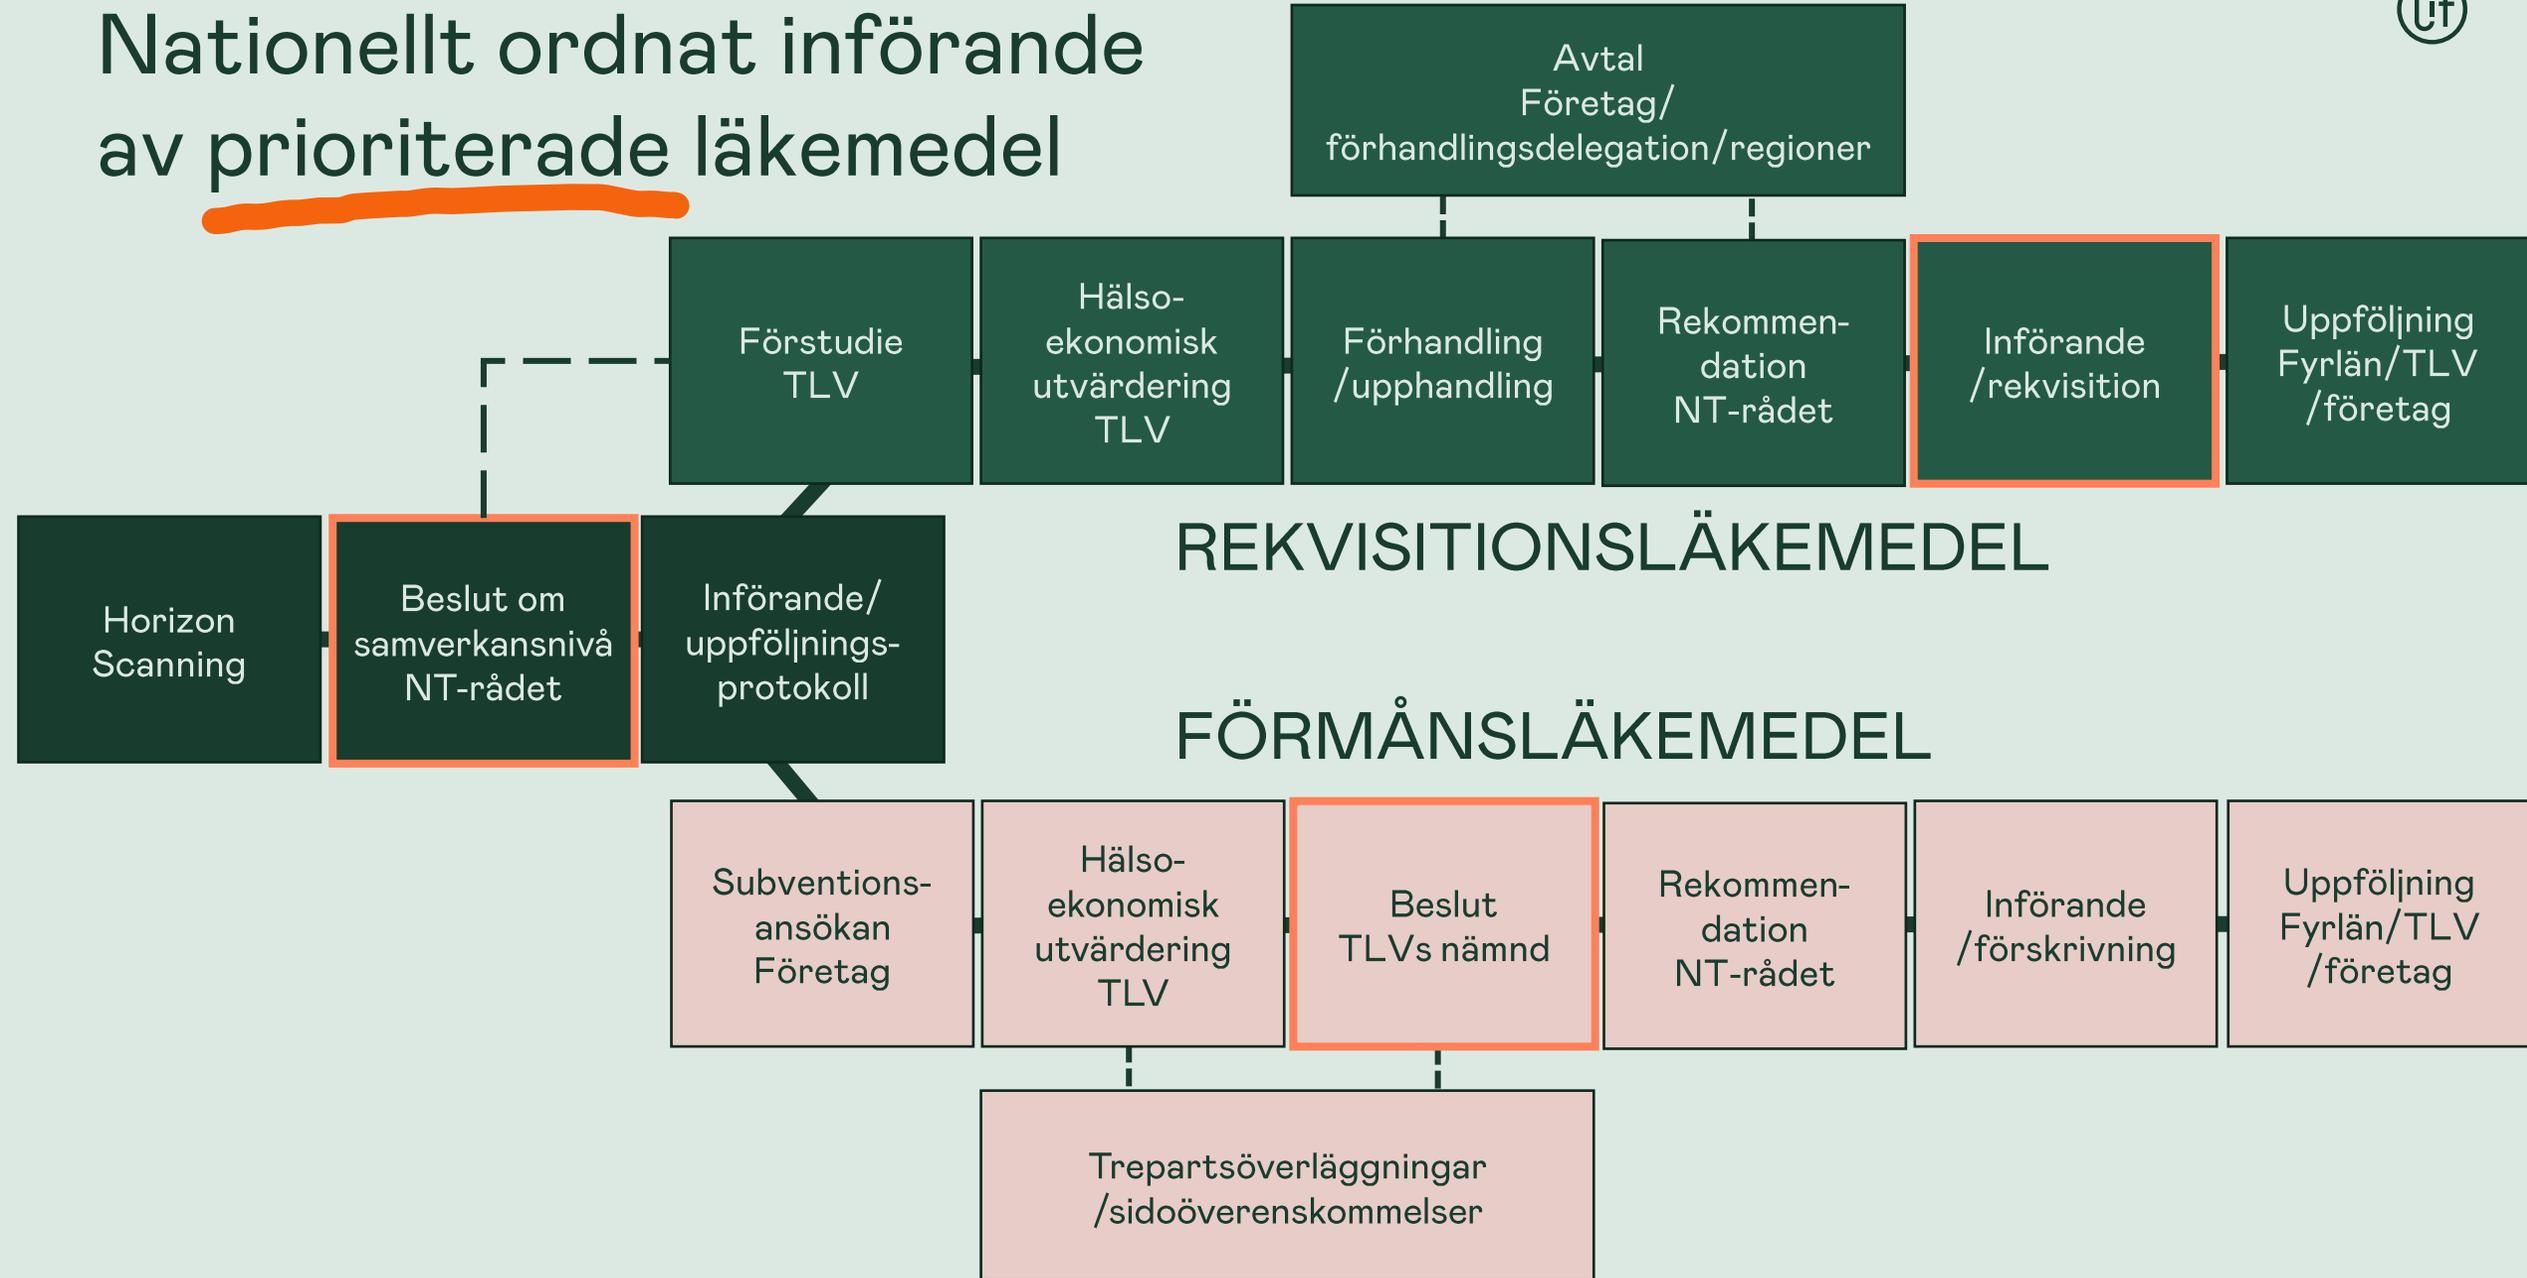 Nationellt ordnat införande
av prioriterade läkemedel
Lif
Avtal
Företag/
förhandlingsdelegation/regioner
Förstudie
TLV
Hälso-
ekonomisk
utvärdering
TLV
Förhandling
/upphandling
Rekommen-
dation
NT-rådet
Införande
/rekvisition
Uppföljning
Fyrlän/TLV
/företag
REKVISITIONSLÄKEMEDEL
Horizon
Scanning
Beslut om
samverkansnivå
NT-rådet
Införande/
uppföljnings-
protokoll
FÖRMÅNSLÄKEMEDEL
Subventions-
ansökan
Företag
Hälso-
ekonomisk
utvärdering
TLV
Beslut
TLVs nämnd
Rekommen-
dation
NT-rådet
Införande
/förskrivning
Uppföljning
Fyrlän/TLV
/företag
Trepartsöverläggningar
/sidoöverenskommelser